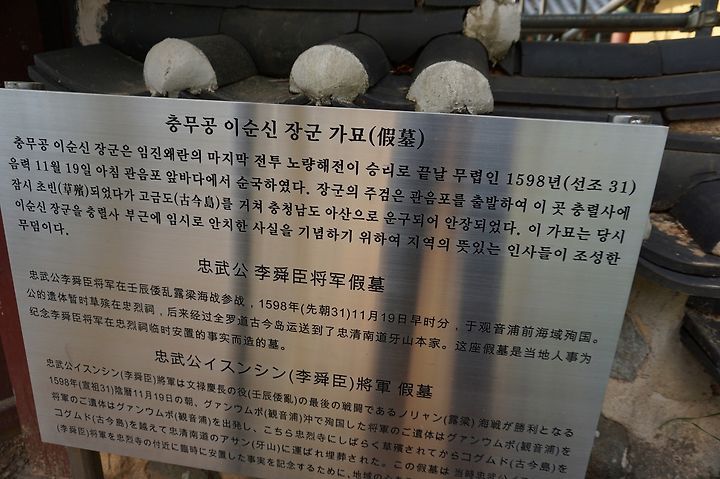 충무공 이순신 장군 가묘(假墓)
충무공 이순신 장군은 임진왜란의 마지막 전투 노량해전이 승리로 끝날 무렵인 1598년(선조 31)
음력 11월 19일 아침 관음포 앞바다에서 순국하였다. 장군의 주검은 관음포를 출발하여 이 곳 충렬사에
잠시 초빈(草殯)되었다가 고금도(古今島)를 거쳐 충청남도 아산으로 운구되어 안장되었다. 이 가묘는 당시
이순신 장군을 충렬사 부근에 임시로 안치한 사실을 기념하기 위하여 지역의 뜻있는 인사들이 조성한
무덤이다.
忠武公 李舜臣将军假墓
忠武公李舜臣将军在壬辰倭乱露梁海战参战，1598年(先朝31)11月19日早时分，于观音浦前海域殉国。
公的遗体暂时草殡在忠烈祠，后来经过全罗道古今岛运送到了忠清南道牙山本家。这座假墓是当地人事为
纪念李舜臣将军在忠烈祠临时安置的事实而造的墓。
忠武公イスンシン(李舜臣)將軍 假墓
忠武公イスンシン(李舜臣)將軍は文禄慶長の役(壬辰倭亂)の最後の戦闘であるノリャン(露梁) 海戦が勝利となる
1598年(宣祖31)陰暦11月19日の朝、グァンウムポ(観音浦)沖で殉国した将軍のご遺体はグァンウムポ(観音浦)を
將軍のご遺体はグァンウムポ(観音浦)を出発し、こちら忠烈寺にしばらく草殯されてからコグムド(古今島)を
コグムド(古今島)を越えて忠清南道のアサン(牙山)に運ばれ埋葬された。この假墓は 當時忠武公
(李舜臣)將軍を忠烈寺の付近に臨時に安置した事実を記念するために、地域の